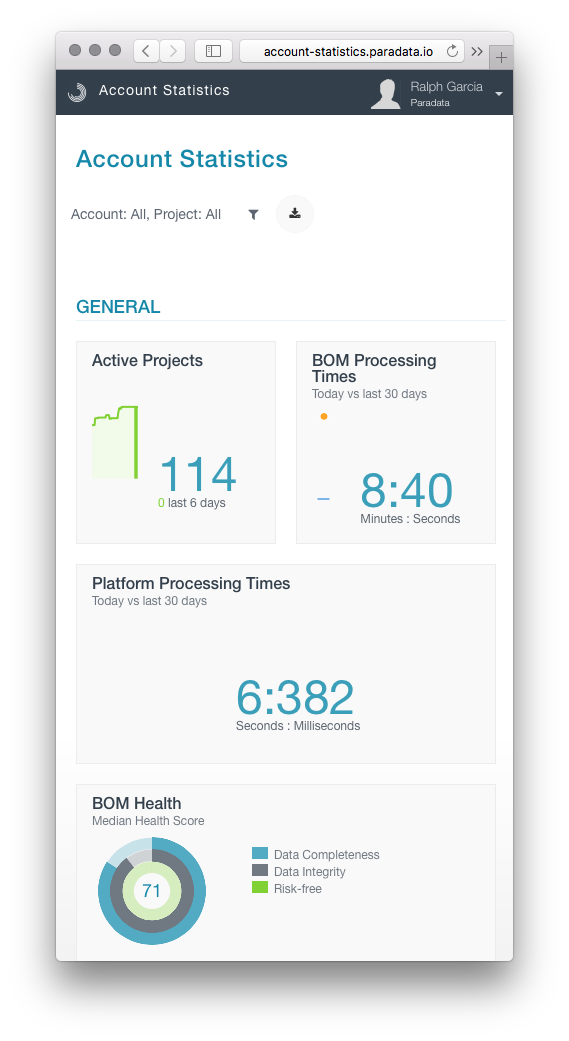 account-statistics.paradata.io
Account Statistics
Ralph Garcia
Paradata
Account Statistics
Account: All, Project: All
GENERAL
Active Projects
114
0 last 6 days
BOM Processing
Times
Today vs last 30 days
8:40
Minutes : Seconds
Platform Processing Times
Today vs last 30 days
6:382
Seconds : Milliseconds
BOM Health
Median Health Score
71
Data Completeness
Data Integrity
Risk-free